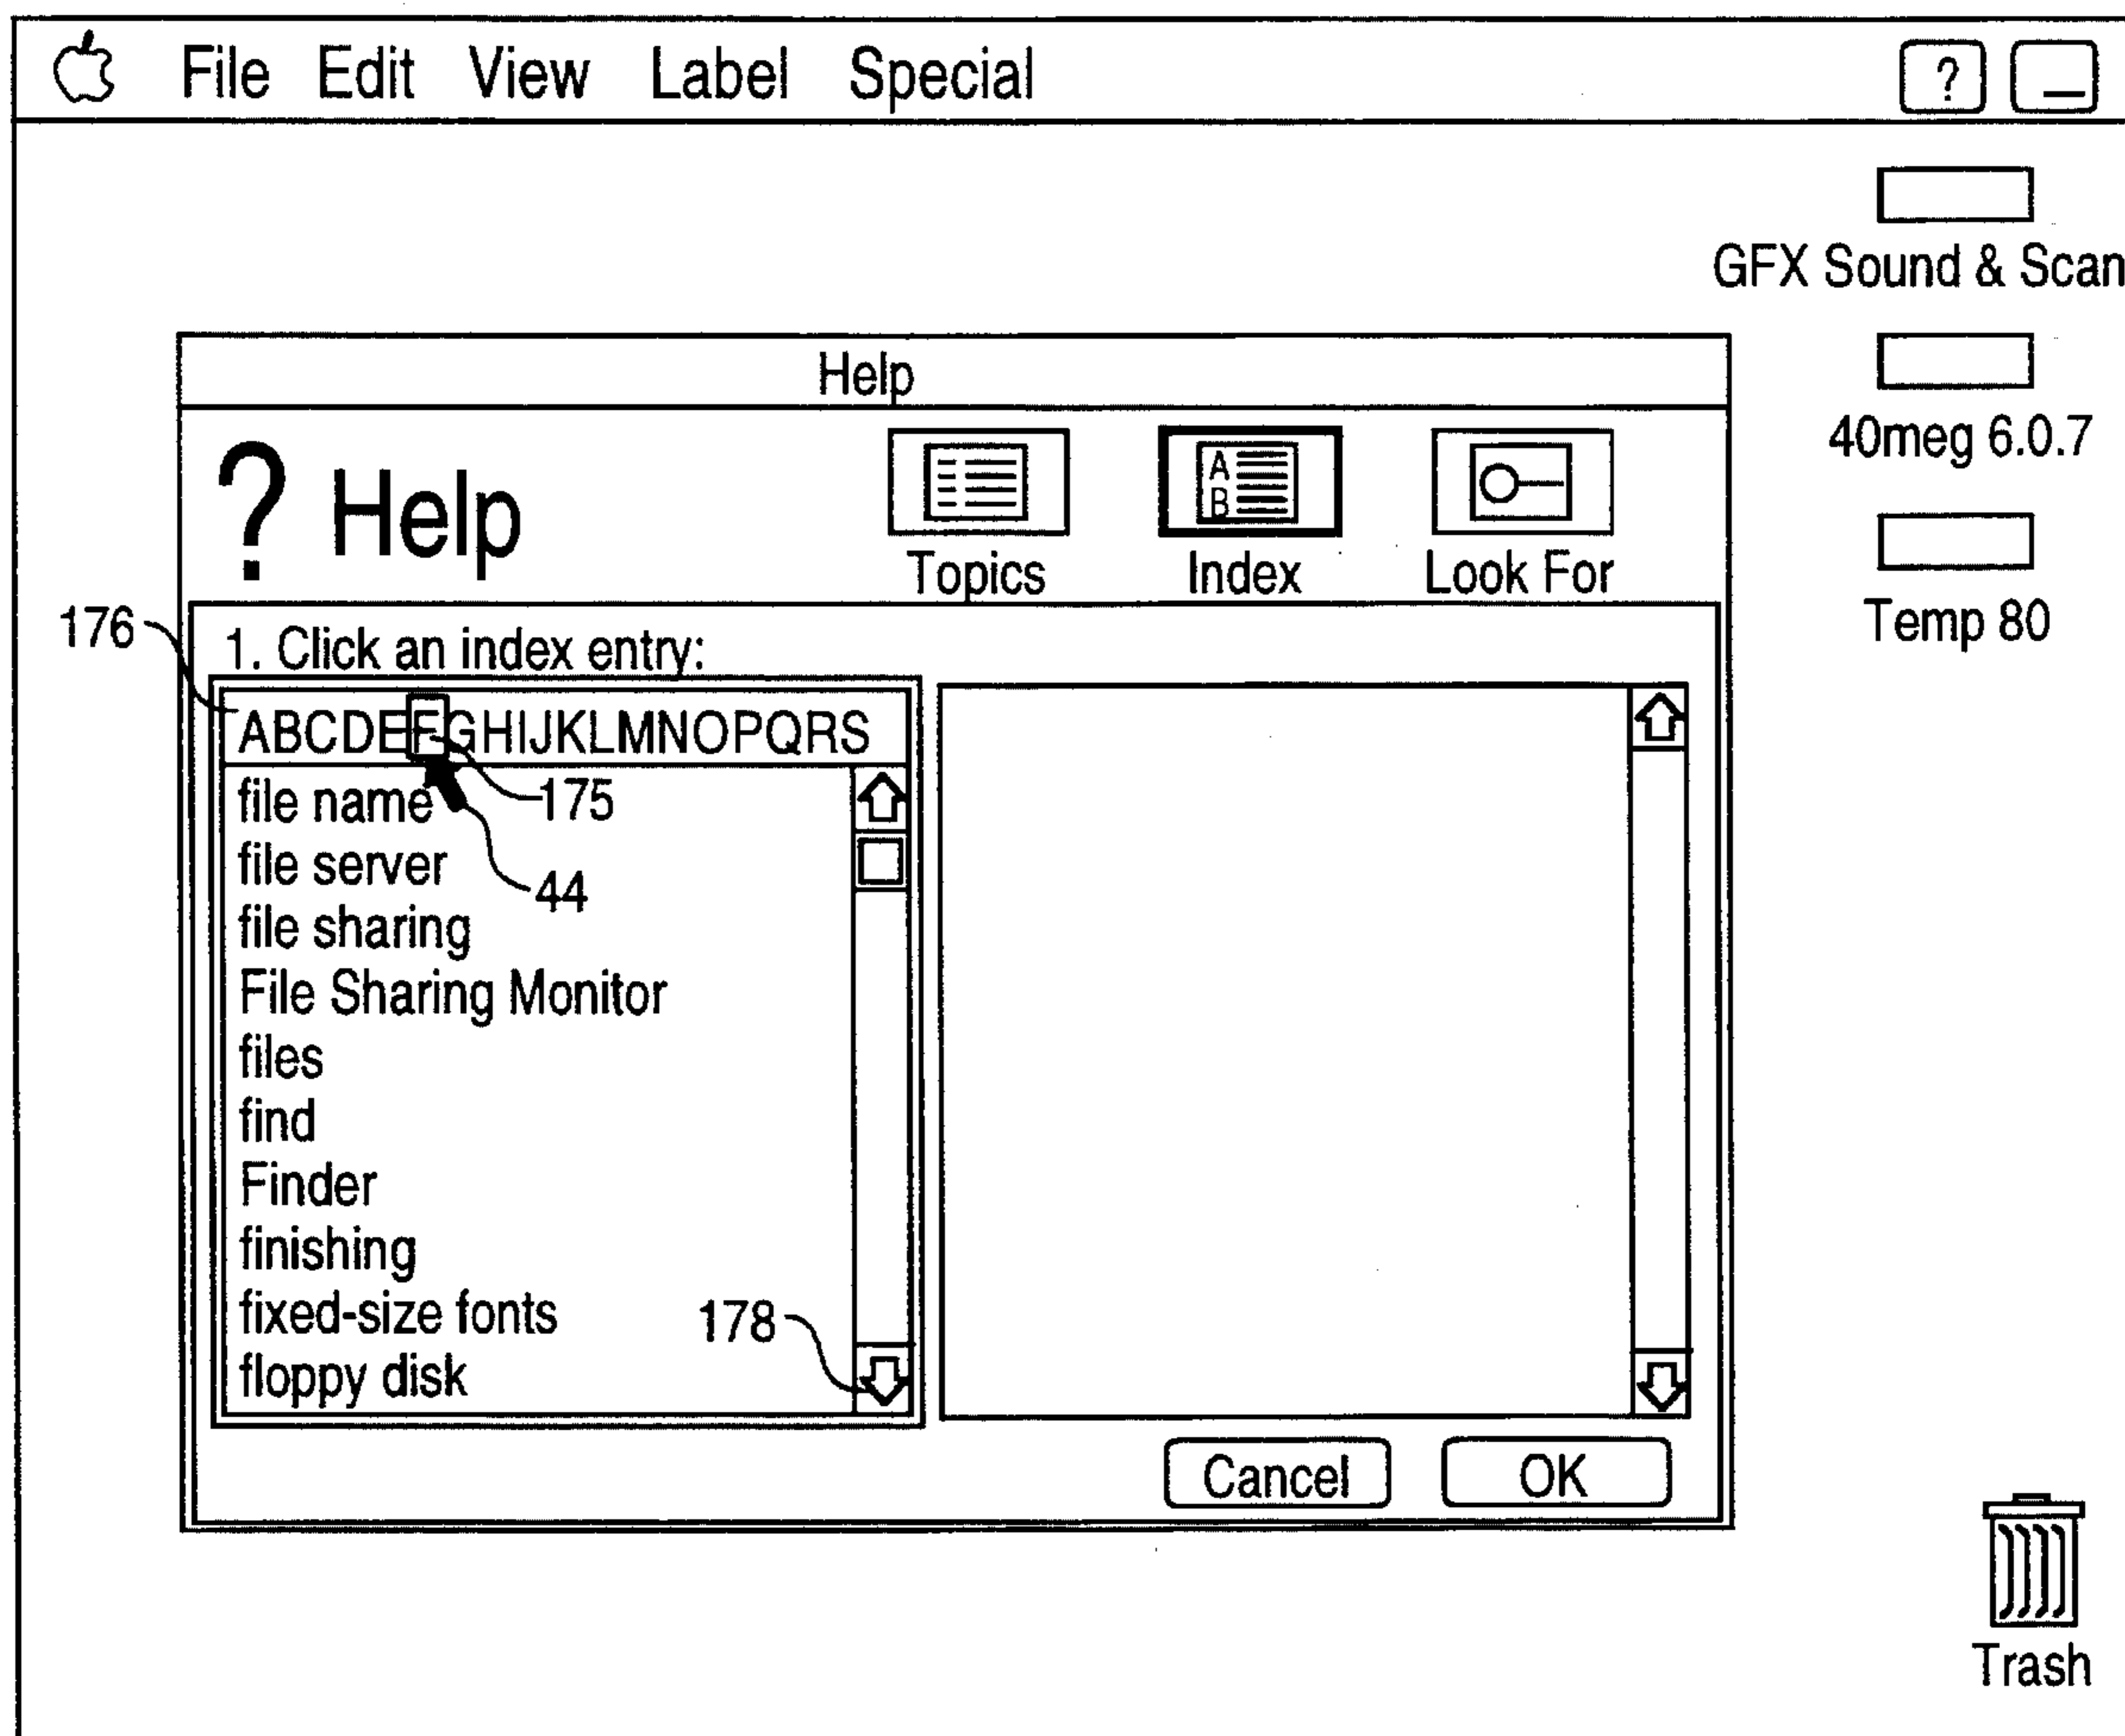 File Edit View Label Special ?
GFX Sound & Scan
40meg 6.0.7
Temp 80
Help
? Help
A
B
Topics Index Look For
176
1. Click an index entry:
ABCDEFGHIJKLMNOPQRS
file name
175
file server
44
file sharing
File Sharing Monitor
files
find
Finder
finishing
fixed-size fonts
178
floppy disk
Cancel OK
Trash